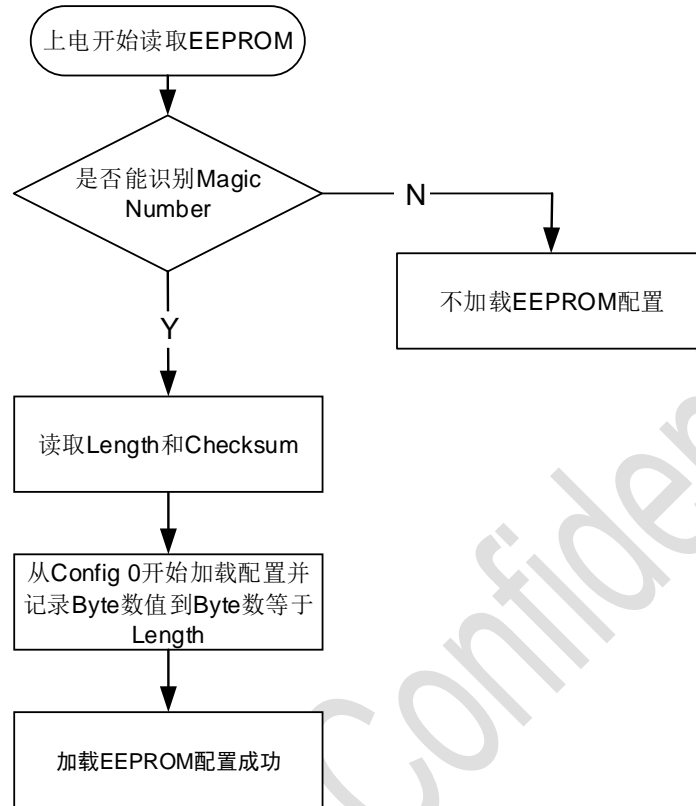 上电开始读取EEPROM
是否能识别Magic
Number
N
不加载EEPROM配置
Y
读取Length和Checksum
从Config 0开始加载配置并
记录Byte数值到Byte数等于
Length
加载EEPROM配置成功